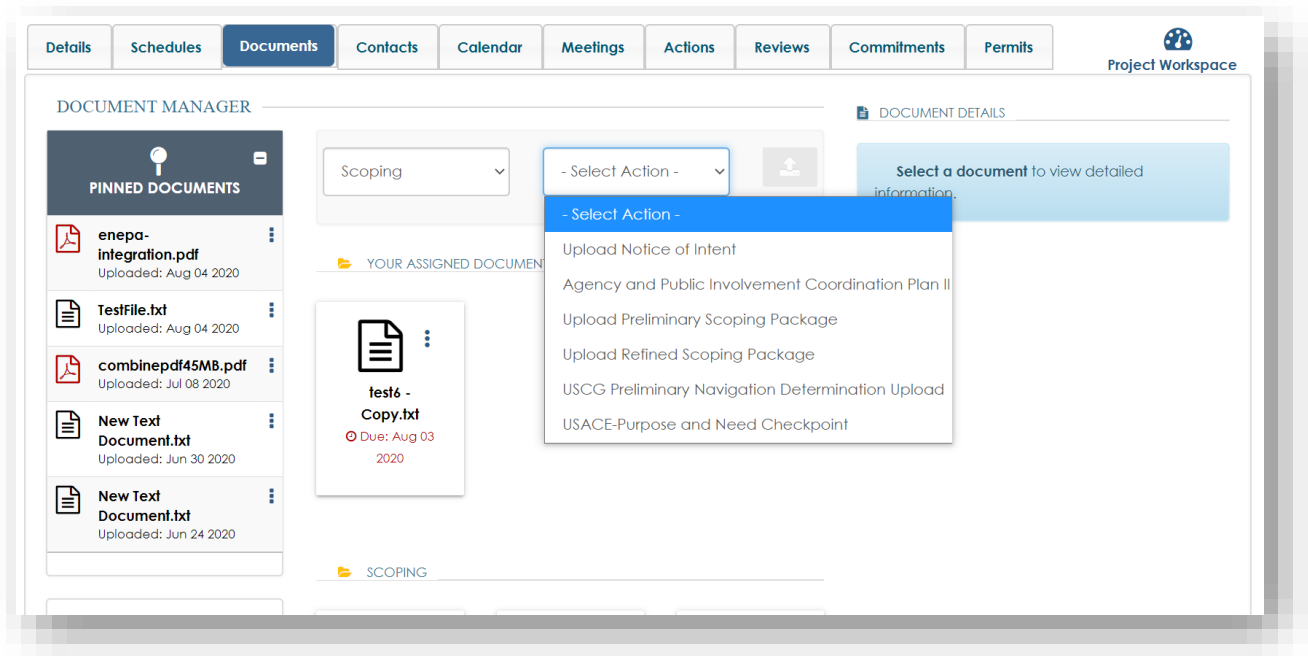 Details
Schedules
Documents
Contacts
Calendar
Meetings
Actions
Reviews
Commitments
Permits
Project Workspace
DOCUMENT MANAGER
PINNED DOCUMENTS
enepa-
integration.pdf
Uploaded: Aug 04 2020
TestFile.txt
Uploaded: Aug 04 2020
combinepdf45MB.pdf
Uploaded: Jul 08 2020
New Text
Document.txt
Uploaded: Jun 30 2020
New Text
Document.txt
Uploaded: Jun 24 2020
Scoping
- Select Action -
- Select Action -
Upload Notice of Intent
Agency and Public Involvement Coordination Plan II
Upload Preliminary Scoping Package
Upload Refined Scoping Package
USCG Preliminary Navigation Determination Upload
USACE-Purpose and Need Checkpoint
YOUR ASSIGNED DOCUMEN
test6 -
Copy.txt
Due: Aug 03
2020
SCOPING
DOCUMENT DETAILS
Select a document to view detailed
information.